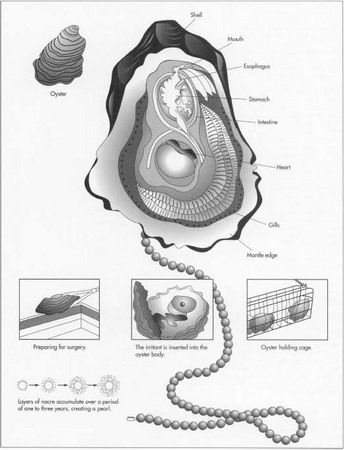 Shell
Mouth
Esophagus
Oyster
Stomach
Intestine
Heart
Gills
Mantle edge
Preparing for surgery.
The irritant is inserted into the
oyster body.
Oyster holding cage.
Layers of nacre accumulate over a period
of one to three years, creating a pearl.